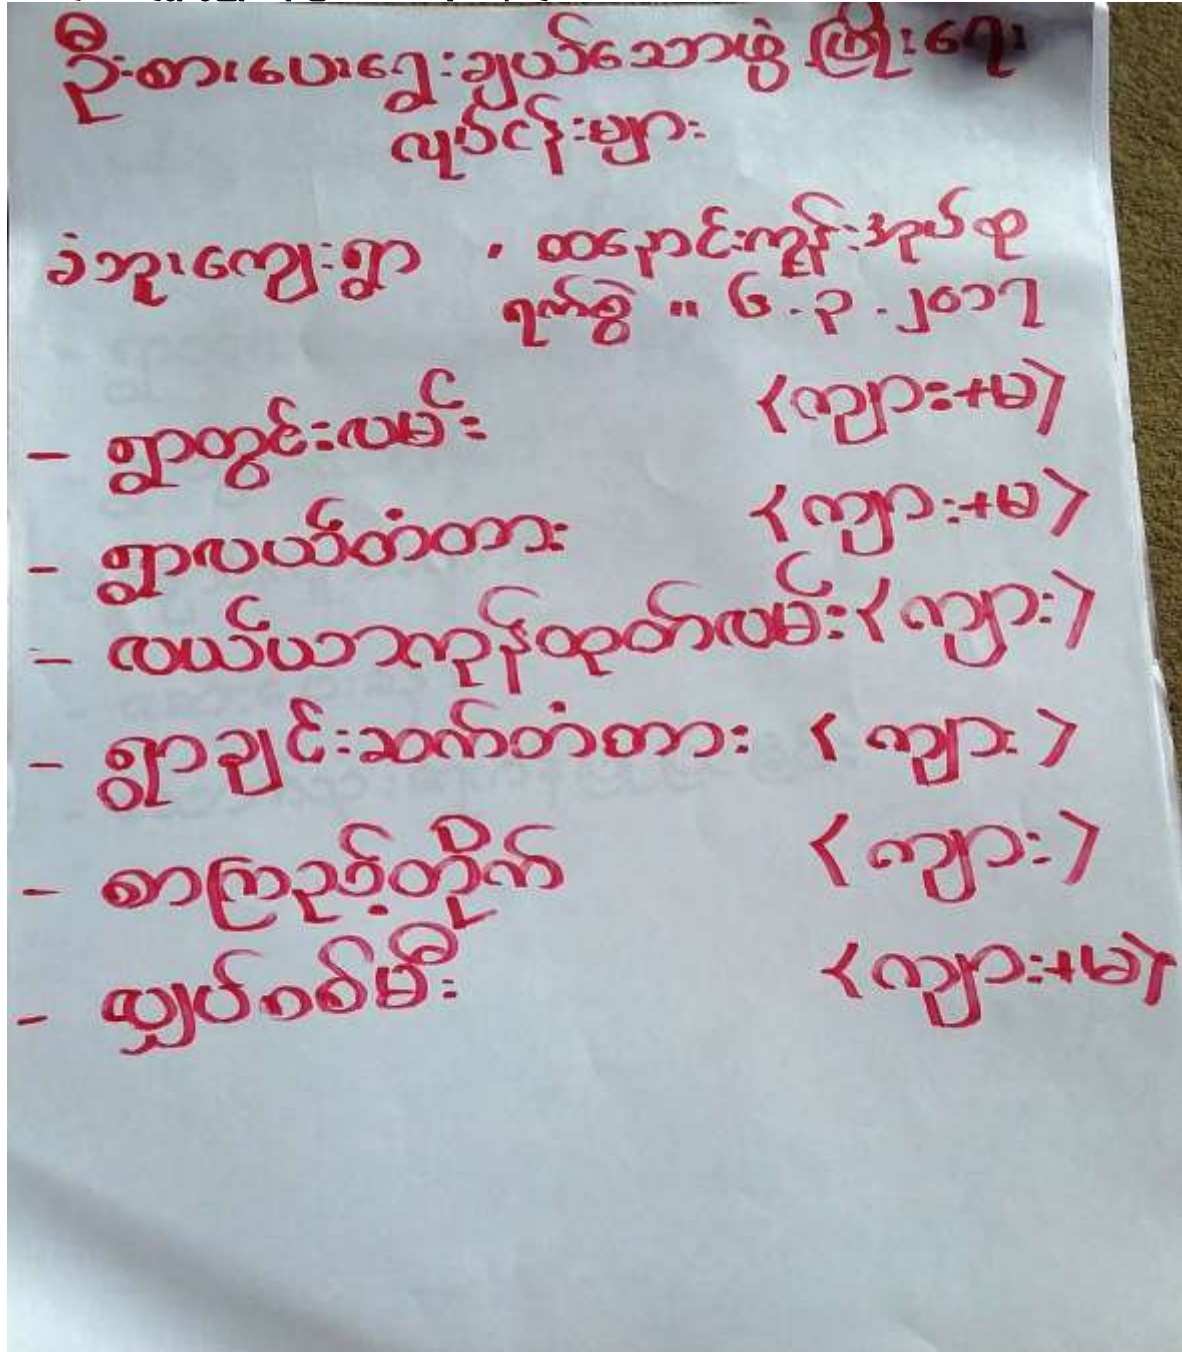 ဦးစားပေးရွေးချယ်သောဖွံ့ဖြိုးရေး
လုပ်ငန်းများ
ခံဘူးကျေးရွာ ၊ ထနောင်းကွန်းအုပ်စု
ရက်စွဲ ။ ၆.၃.၂၀၁၇
- ရွာတွင်းလမ်း <ကျား+မ>
- ရွာလယ်တံတား <ကျား+မ>
- လယ်ယာကုန်ထုတ်လမ်း <ကျား>
- ရွာချင်းဆက်တံတား <ကျား>
- စာကြည့်တိုက် <ကျား>
- လျှပ်စစ်မီး <ကျား+မ>